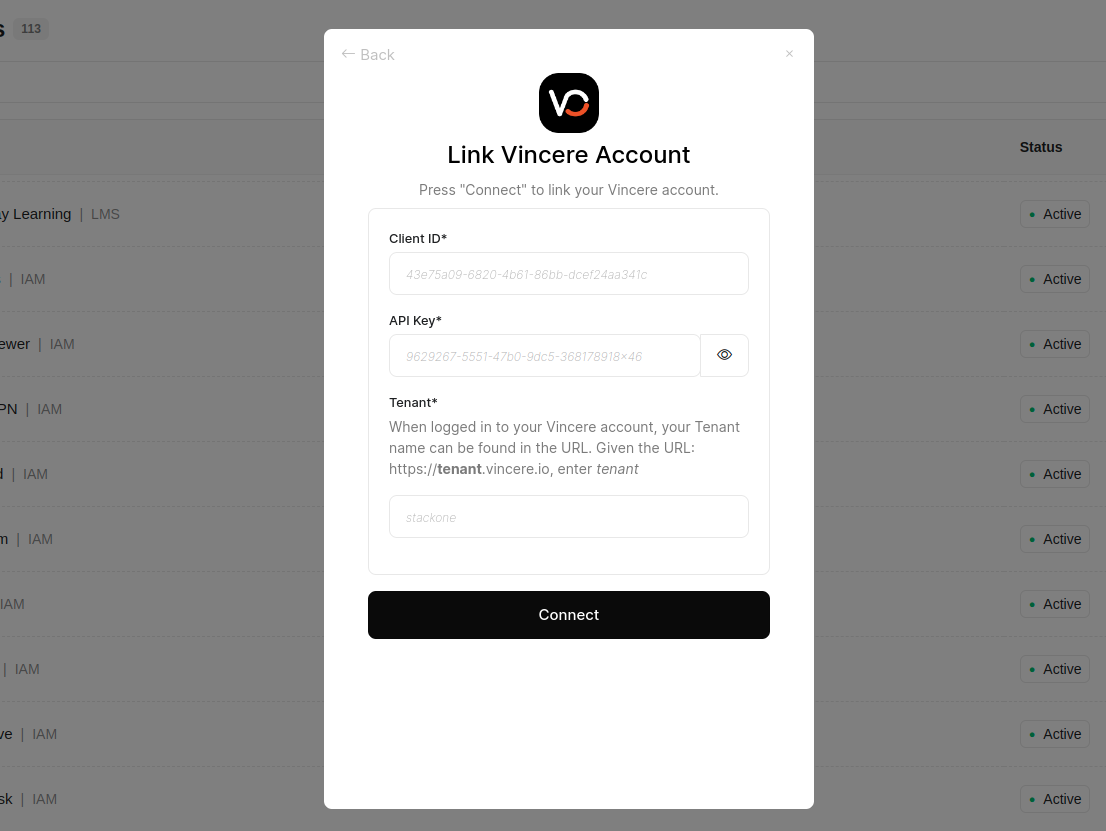 s 113
← Back ×
VC
Link Vincere Account
Press "Connect" to link your Vincere account.
Client ID*
43e75a09-6820-4b61-86bb-dcef24aa341c
API Key*
9629267-5551-47b0-9dc5-368178918x46
Tenant*
When logged in to your Vincere account, your Tenant
name can be found in the URL. Given the URL:
https://tenant.vincere.io, enter tenant
stackone
Connect
Status
ay Learning | LMS Active
| IAM Active
ewer | IAM Active
PN | IAM Active
d | IAM Active
m | IAM Active
IAM Active
| IAM Active
ve | IAM Active
sk | IAM Active